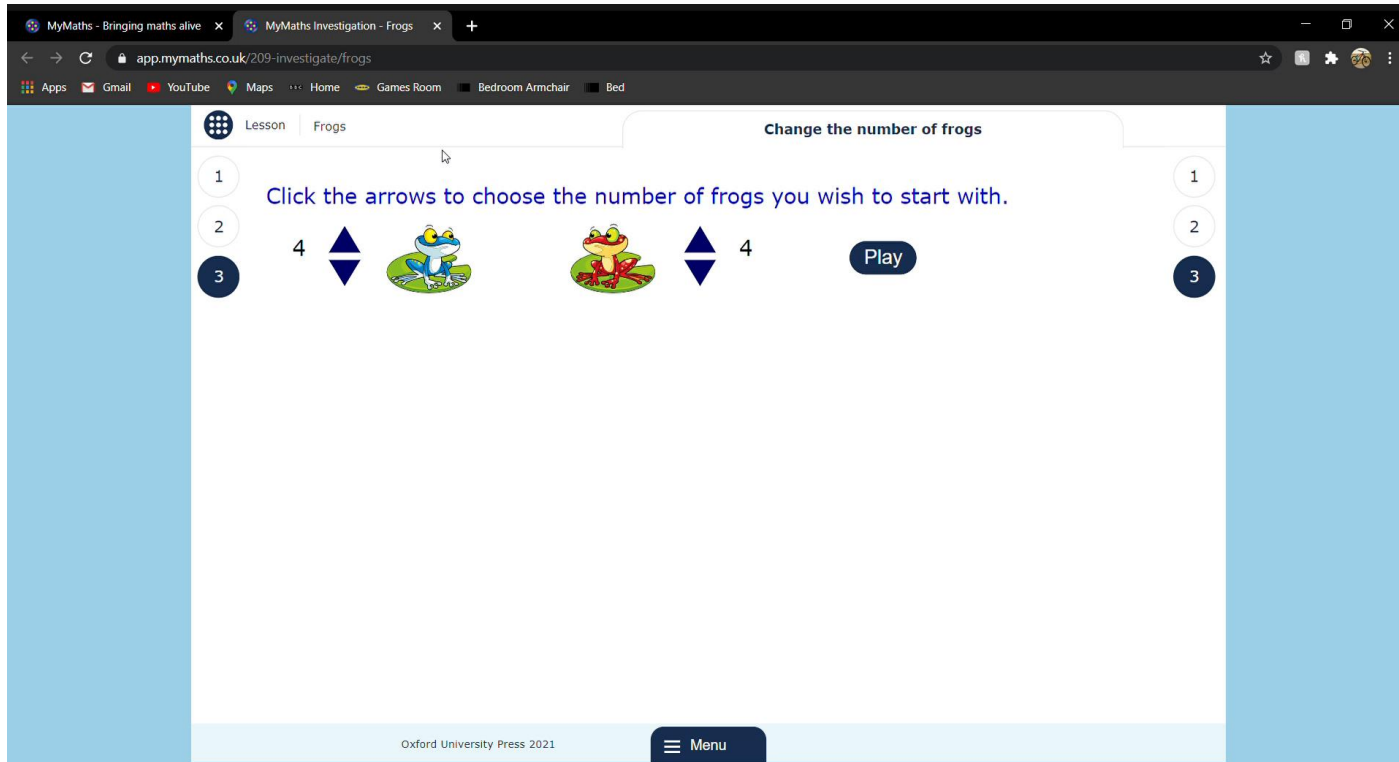 MyMaths - Bringing maths alive
MyMaths Investigation - Frogs
app.mymaths.co.uk/209-investigate/frogs
Apps Gmail YouTube Maps Home Games Room Bedroom Armchair Bed
Lesson Frogs
Change the number of frogs
1 1
Click the arrows to choose the number of frogs you wish to start with.
2 2
4 4 Play
3 3
Oxford University Press 2021
Menu